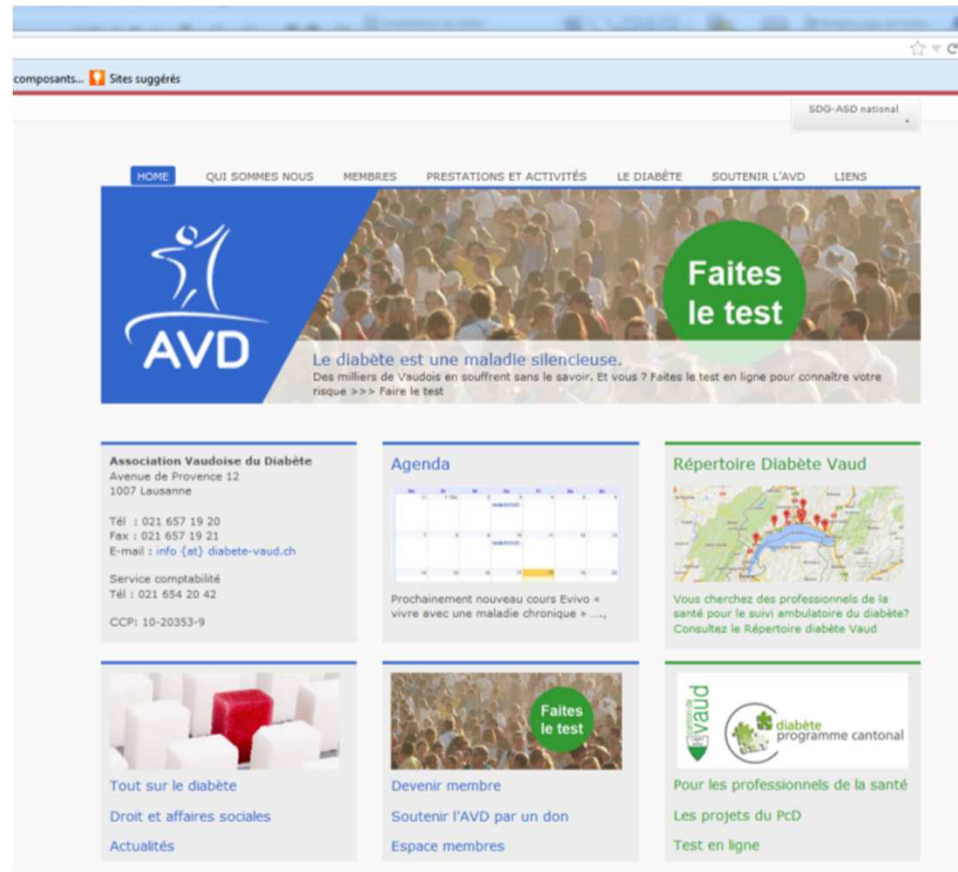 composants... Sites suggérés
SDG-ASD national
HOME QUI SOMMES NOUS MEMBRES PRESTATIONS ET ACTIVITÉS LE DIABÈTE SOUTENIR L'AVD LIENS
AVD
Faites
le test
Le diabète est une maladie silencieuse.
Des milliers de Vaudois en souffrent sans le savoir. Et vous ? Faites le test en ligne pour connaître votre
risque >>> Faire le test
Association Vaudoise du Diabète
Avenue de Provence 12
1007 Lausanne
Tél : 021 657 19 20
Fax : 021 657 19 21
E-mail : info {at} diabete-vaud.ch
Service comptabilité
Tél : 021 654 20 42
CCP: 10-20353-9
Agenda
Prochainement nouveau cours Evivo «
vivre avec une maladie chronique » ....,
Répertoire Diabète Vaud
Vous cherchez des professionnels de la
santé pour le suivi ambulatoire du diabète?
Consultez le Répertoire diabète Vaud
Tout sur le diabète
Droit et affaires sociales
Actualités
Faites
le test
Devenir membre
Soutenir l'AVD par un don
Espace membres
canton de
vaud
diabète
programme cantonal
Pour les professionnels de la santé
Les projets du PcD
Test en ligne